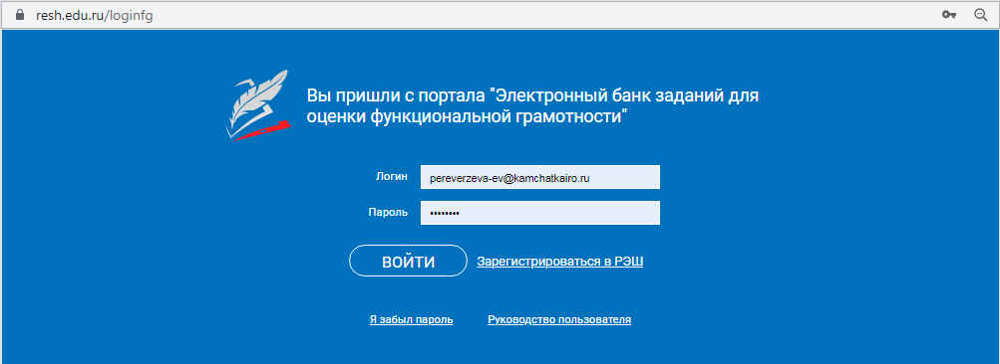 resh.edu.ru/loginfg
Вы пришли с портала "Электронный банк заданий для
оценки функциональной грамотности"
Логин
pereverzeva-ev@kamchatkairo.ru
Пароль
••••••••
ВОЙТИ
Зарегистрироваться в РЭШ
Я забыл пароль
Руководство пользователя